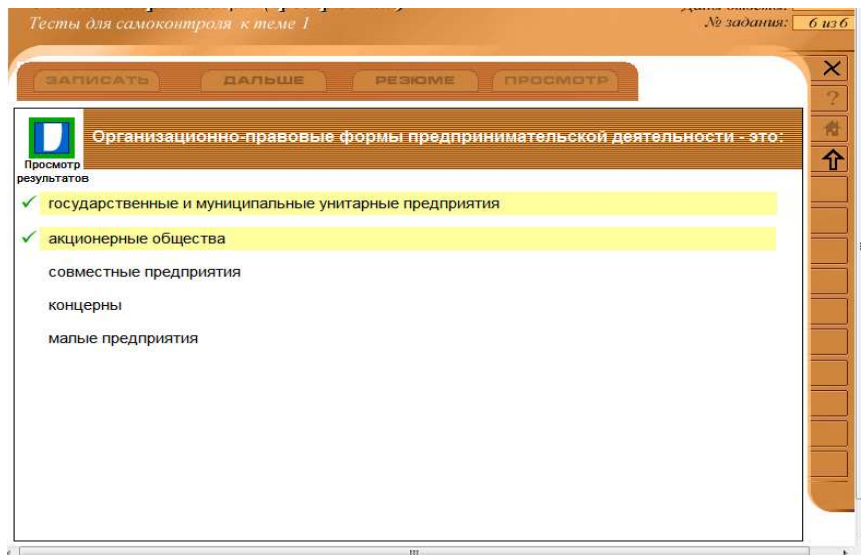 Тесты для самоконтроля к теме 1
№ задания: 6 из 6
ЗАПИСАТЬ ДАЛЬШЕ РЕЗЮМЕ ПРОСМОТР
Организационно-правовые формы предпринимательской деятельности - это:
Просмотр
результатов
государственные и муниципальные унитарные предприятия
акционерные общества
совместные предприятия
концерны
малые предприятия